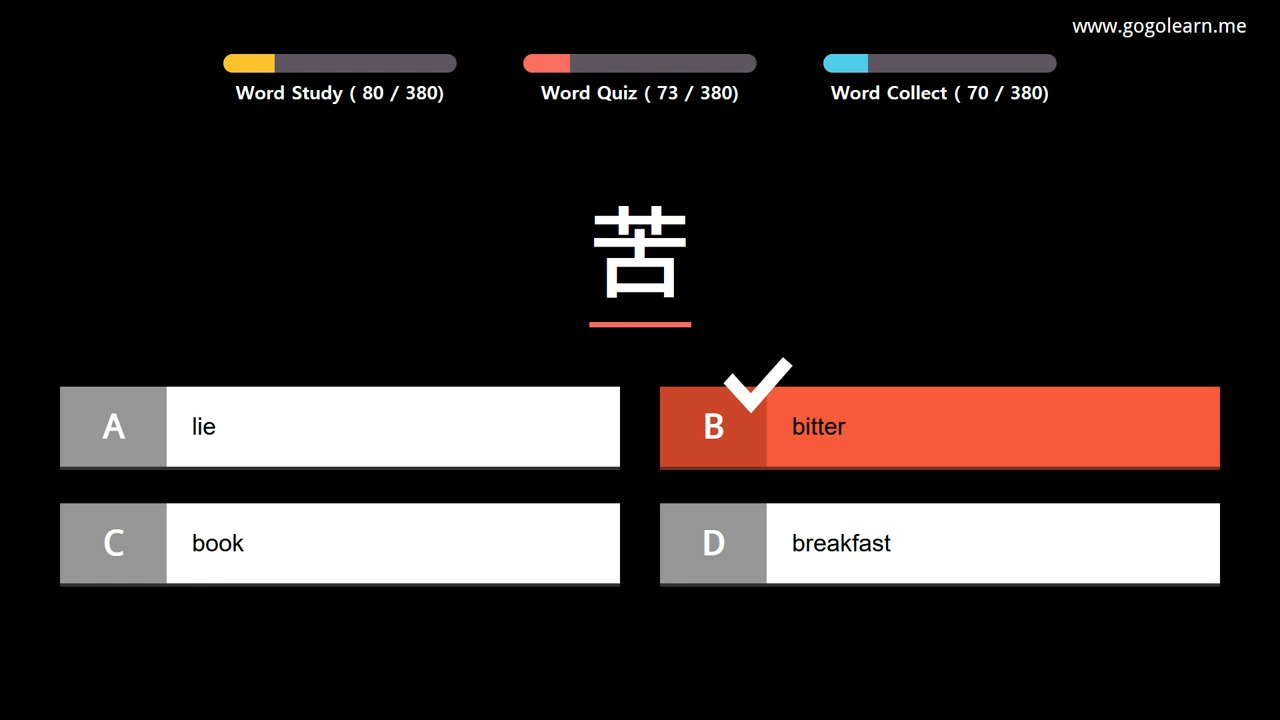 www.gogolearn.me
Word Study ( 80 / 380)
Word Quiz ( 73 / 380)
Word Collect ( 70 / 380)
苦
A lie
B bitter
C book
D breakfast